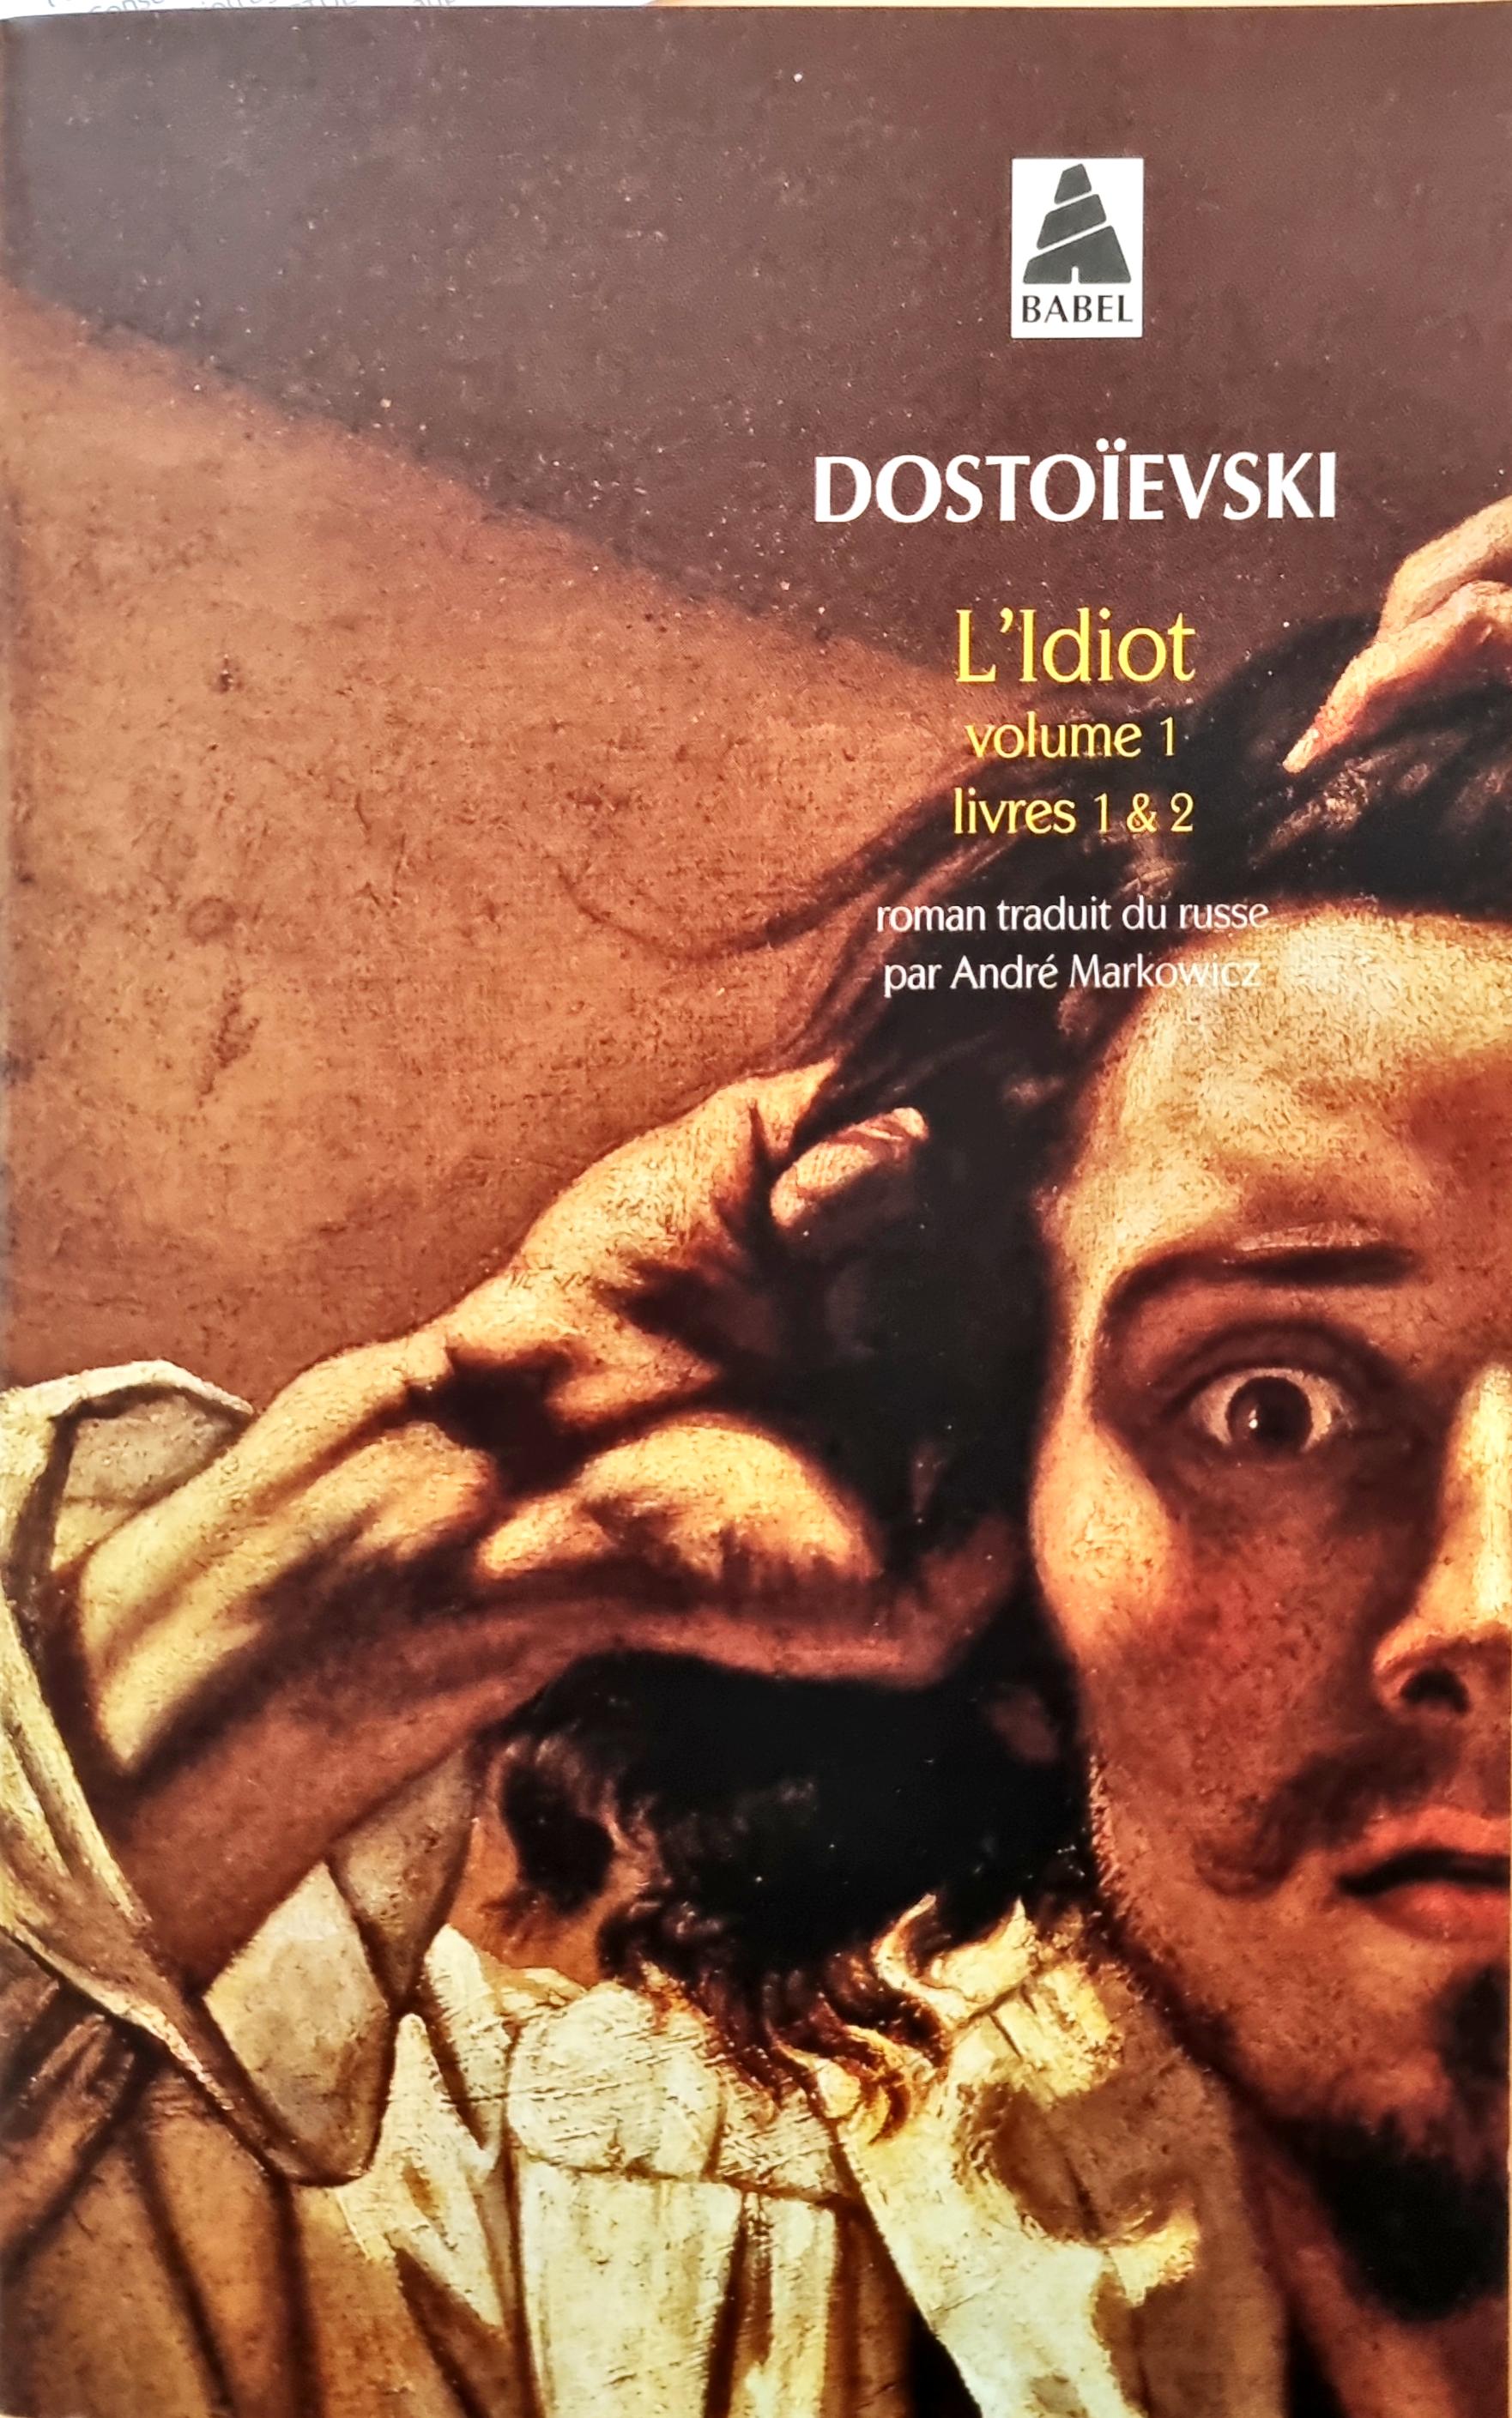 BABEL
DOSTOÏEVSKI
L'Idiot
volume 1
livres 1 & 2
roman traduit du russe
par André Markowicz